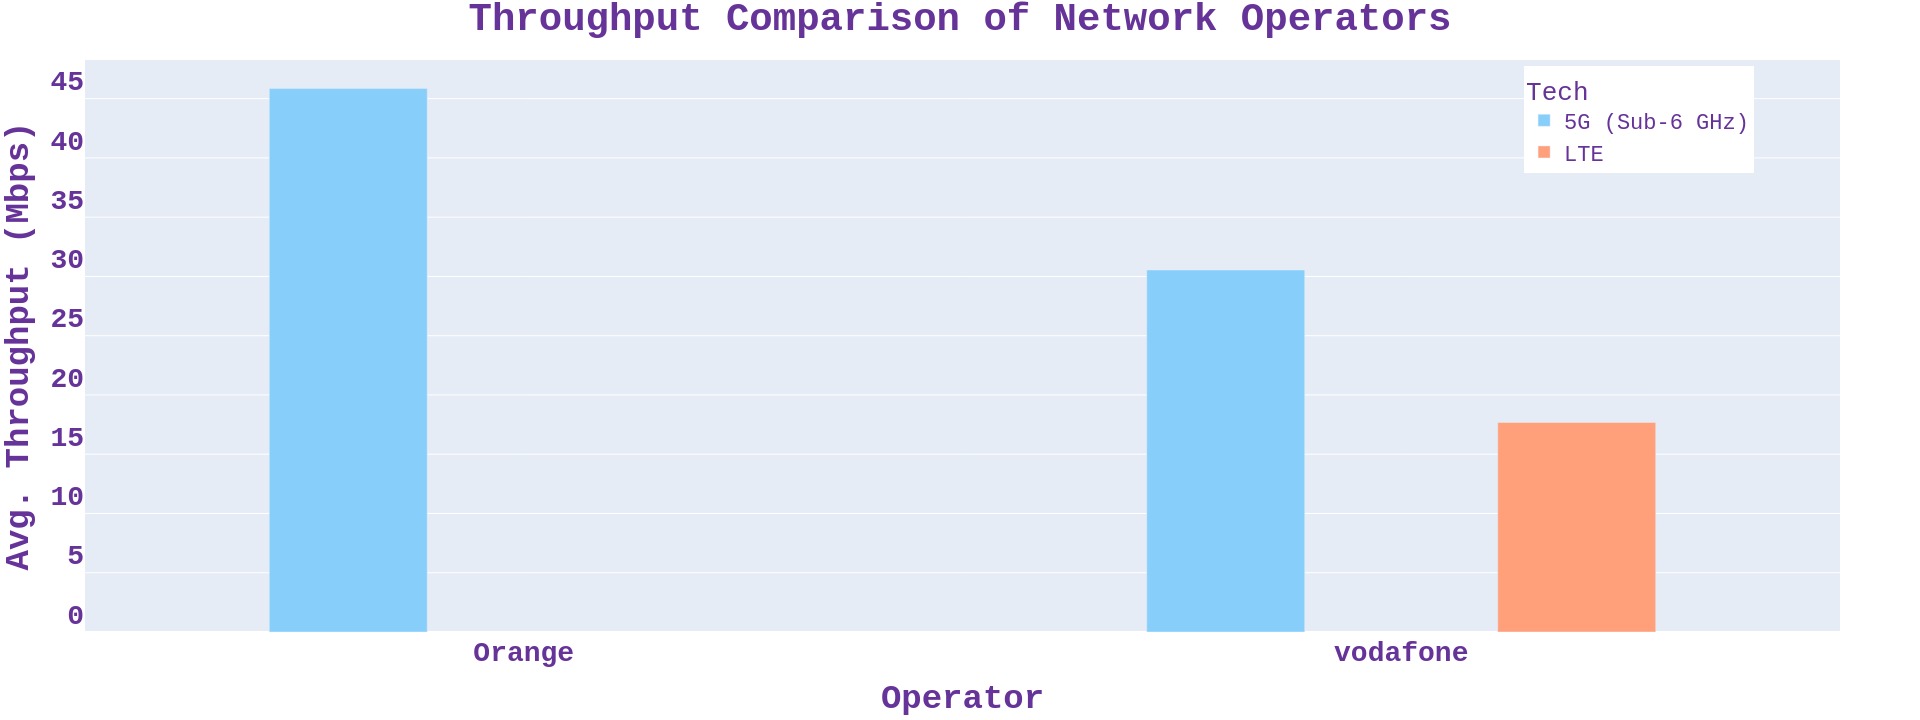 Throughput Comparison of Network Operators
Avg. Throughput (Mbps)
45
40
35
30
25
20
15
10
5
0
Tech
5G (Sub-6 GHz)
LTE
Orange
vodafone
Operator